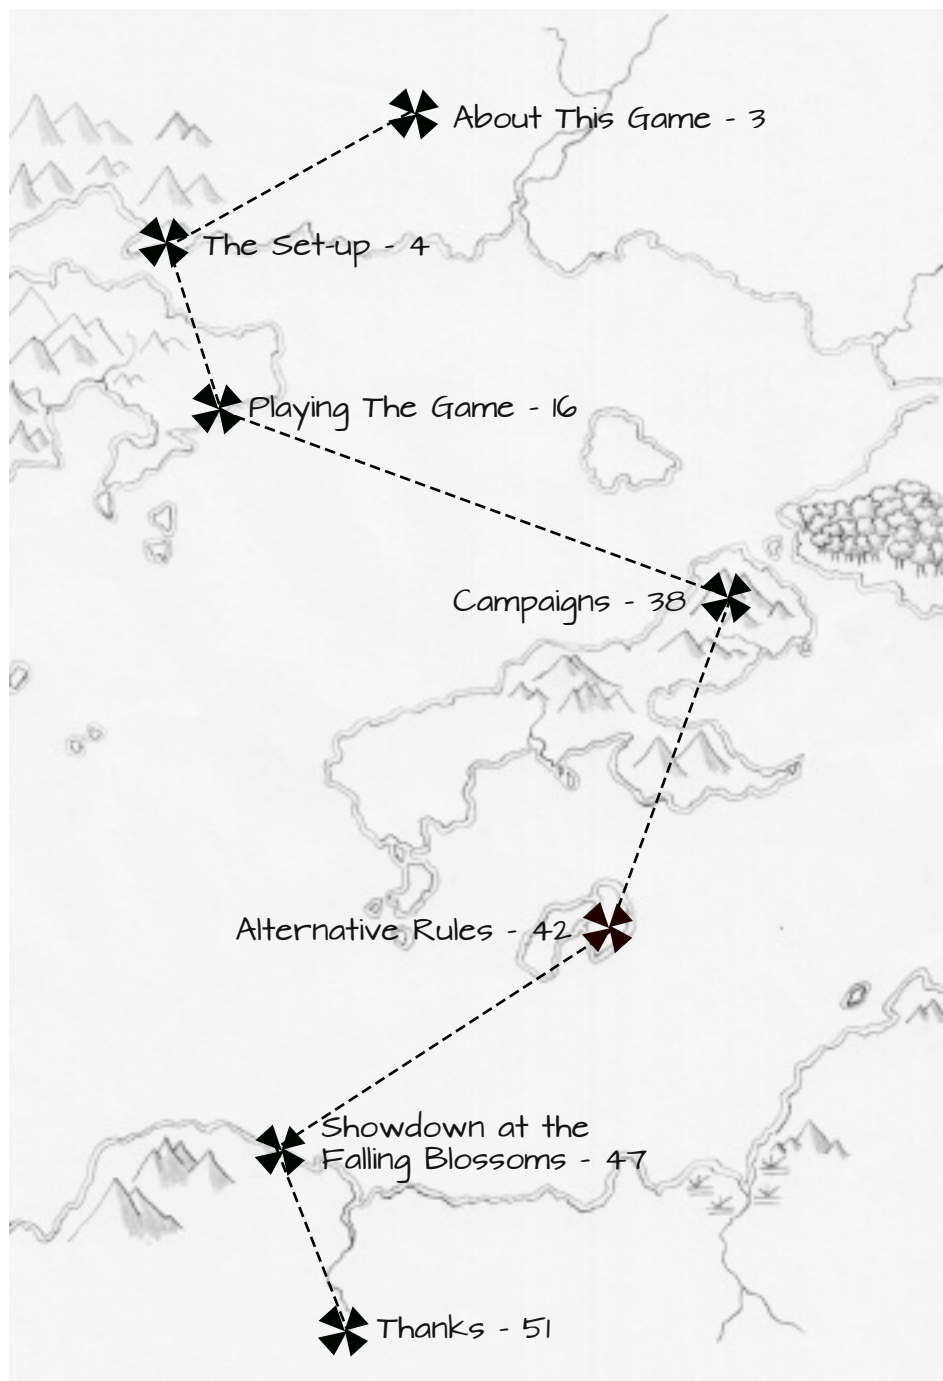 About This Game - 3
The Set-up - 4
Playing The Game - 16
Campaigns - 38
Alternative Rules - 42
Showdown at the
Falling Blossoms - 47
Thanks - 51